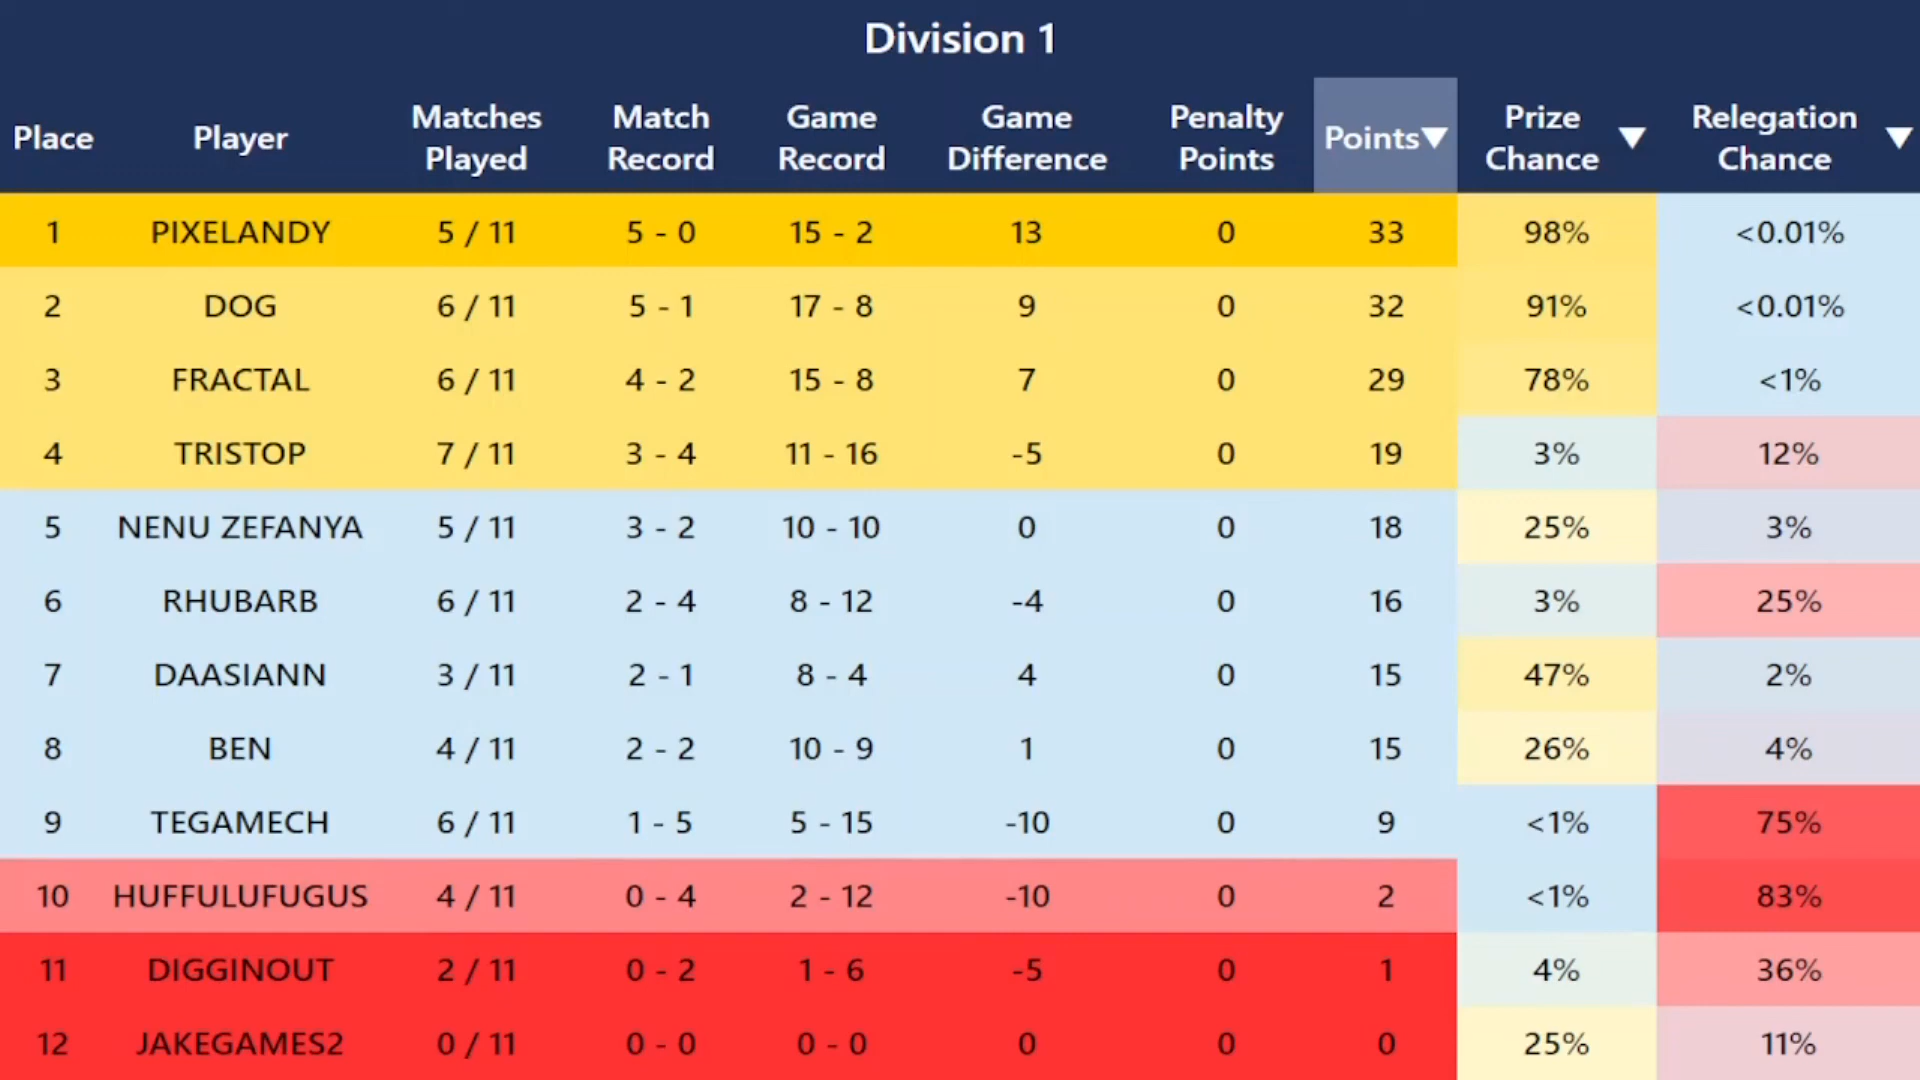 Division 1
Place Player Matches Played Match Record Game Record Game Difference Penalty Points Points▼ Prize Chance ▼ Relegation Chance ▼
1 PIXELANDY 5 / 11 5 - 0 15 - 2 13 0 33 98% <0.01%
2 DOG 6 / 11 5 - 1 17 - 8 9 0 32 91% <0.01%
3 FRACTAL 6 / 11 4 - 2 15 - 8 7 0 29 78% <1%
4 TRISTOP 7 / 11 3 - 4 11 - 16 -5 0 19 3% 12%
5 NENU ZEFANYA 5 / 11 3 - 2 10 - 10 0 0 18 25% 3%
6 RHUBARB 6 / 11 2 - 4 8 - 12 -4 0 16 3% 25%
7 DAASIANN 3 / 11 2 - 1 8 - 4 4 0 15 47% 2%
8 BEN 4 / 11 2 - 2 10 - 9 1 0 15 26% 4%
9 TEGAMECH 6 / 11 1 - 5 5 - 15 -10 0 9 <1% 75%
10 HUFFULUFUGUS 4 / 11 0 - 4 2 - 12 -10 0 2 <1% 83%
11 DIGGINOUT 2 / 11 0 - 2 1 - 6 -5 0 1 4% 36%
12 JAKEGAMES2 0 / 11 0 - 0 0 - 0 0 0 0 25% 11%